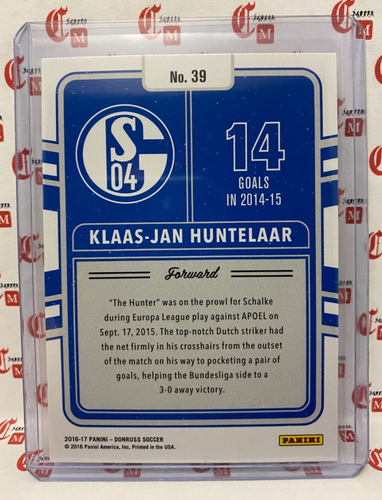 No. 39
S
04
14
GOALS
IN 2014-15
KLAAS-JAN HUNTELAAR
Forward
"The Hunter" was on the prowl for Schalke
during Europa League play against APOEL on
Sept. 17, 2015. The top-notch Dutch striker had
the net firmly in his crosshairs from the outset
of the match on his way to pocketing a pair of
goals, helping the Bundesliga side to a
3-0 away victory.
2016-17 PANINI – DONRUSS SOCCER
© 2016 Panini America, Inc. Printed in the USA.
PANINI